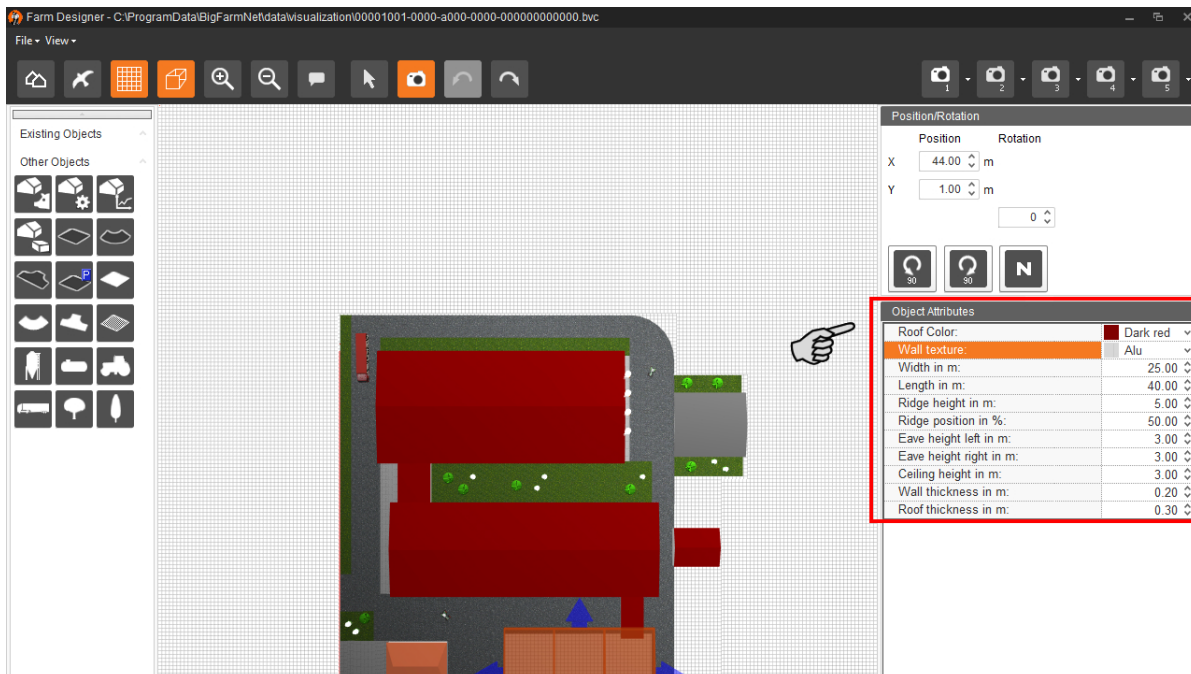 Farm Designer - C:\ProgramData\BigFarmNet\data\visualization\00001001-0000-a000-0000-000000000000.bvc
File View
1 2 3 4 5
Existing Objects
Other Objects
P
Position/Rotation
Position Rotation
X 44.00 m
Y 1.00 m
0
90 90 N
Object Attributes
Roof Color: Dark red
Wall texture: Alu
Width in m: 25.00
Length in m: 40.00
Ridge height in m: 5.00
Ridge position in %: 50.00
Eave height left in m: 3.00
Eave height right in m: 3.00
Ceiling height in m: 3.00
Wall thickness in m: 0.20
Roof thickness in m: 0.30